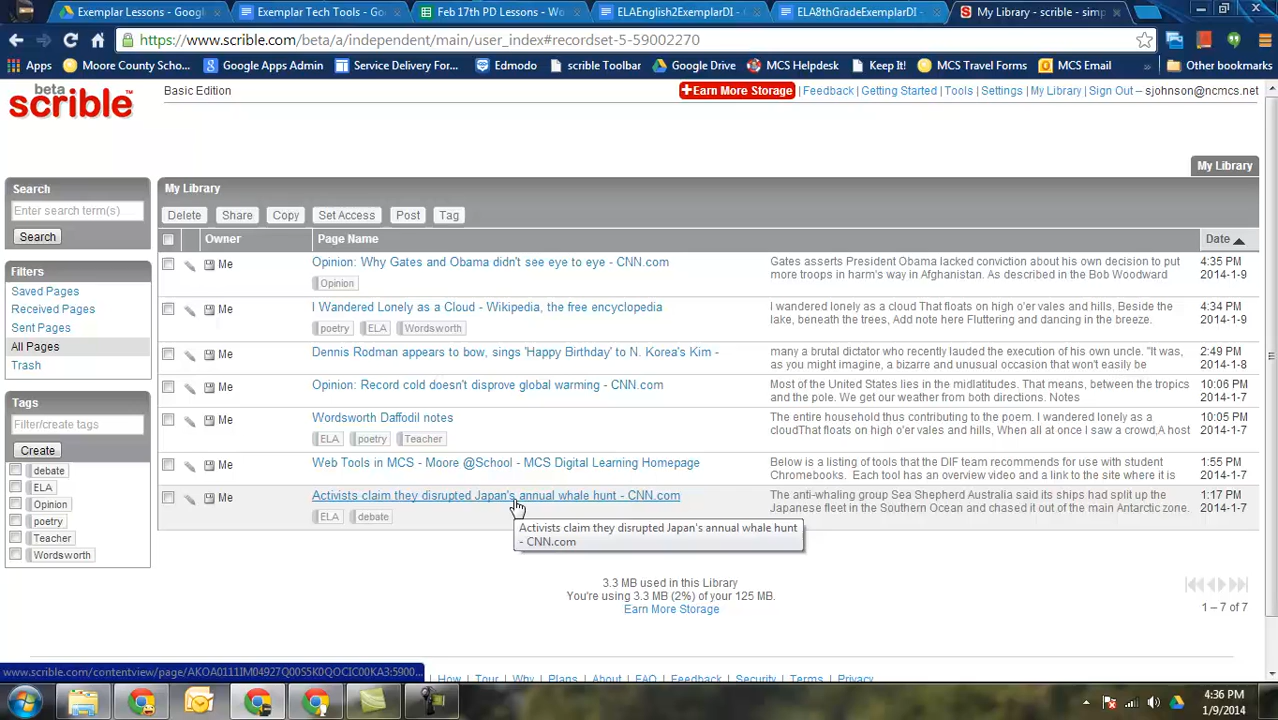 Exemplar Lessons - Googl
Exemplar Tech Tools - Go
Feb 17th PD Lessons - Wo
ELAEnglish2ExemplarDI -
ELA8thGradeExemplarDI -
My Library - scrible - simp
https://www.scrible.com/beta/a/independent/main/user_index#recordset-5-59002270
Apps
Moore County Schoo
Google Apps Admin
Service Delivery For...
Edmodo
scrible Toolbar
Google Drive
MCS Helpdesk
Keep It!
MCS Travel Forms
MCS Email
Other bookmarks
beta
scrible
Basic Edition
Earn More Storage | Feedback | Getting Started | Tools | Settings | My Library | Sign Out – sjohnson@ncmcs.net
My Library
Search
Enter search term(s)
Search
Filters
Saved Pages
Received Pages
Sent Pages
All Pages
Trash
Tags
Filter/create tags
Create
debate
ELA
Opinion
poetry
Teacher
Wordsworth
My Library
Delete Share Copy Set Access Post Tag
Owner Page Name Date
Me Opinion: Why Gates and Obama didn't see eye to eye - CNN.com
Opinion
Gates asserts President Obama lacked conviction about his own decision to put
more troops in harm's way in Afghanistan. As described in the Bob Woodward
4:35 PM
2014-1-9
Me I Wandered Lonely as a Cloud - Wikipedia, the free encyclopedia
poetry ELA Wordsworth
I wandered lonely as a cloud That floats on high o'er vales and hills, Beside the
lake, beneath the trees, Add note here Fluttering and dancing in the breeze.
4:34 PM
2014-1-9
Me Dennis Rodman appears to bow, sings 'Happy Birthday' to N. Korea's Kim -
many a brutal dictator who recently lauded the execution of his own uncle. "It was,
as you might imagine, a bizarre and unusual occasion that won't easily be
2:49 PM
2014-1-8
Me Opinion: Record cold doesn't disprove global warming - CNN.com
Most of the United States lies in the midlatitudes. That means, between the tropics
and the pole. We get our weather from both directions. Notes
10:06 PM
2014-1-7
Me Wordsworth Daffodil notes
ELA poetry Teacher
The entire household thus contributing to the poem. I wandered lonely as a
cloudThat floats on high o'er vales and hills, When all at once I saw a crowd,A host
10:05 PM
2014-1-7
Me Web Tools in MCS - Moore @School - MCS Digital Learning Homepage
Below is a listing of tools that the DIF team recommends for use with student
Chromebooks. Each tool has an overview video and a link to the site where it is
1:55 PM
2014-1-7
Me Activists claim they disrupted Japan's annual whale hunt - CNN.com
ELA debate
The anti-whaling group Sea Shepherd Australia said its ships had split up the
Japanese fleet in the Southern Ocean and chased it out of the main Antarctic zone.
1:17 PM
2014-1-7
Activists claim they disrupted Japan's annual whale hunt
- CNN.com
3.3 MB used in this Library
You're using 3.3 MB (2%) of your 125 MB.
Earn More Storage
1 – 7 of 7
www.scrible.com/contentview/page/AKOA0111IM04927Q00S5K0QOCIC00KA3:5900...
How | Tour | Why | Plans | About | FAQ | Feedback | Security | Terms | Privacy
4:36 PM
1/9/2014